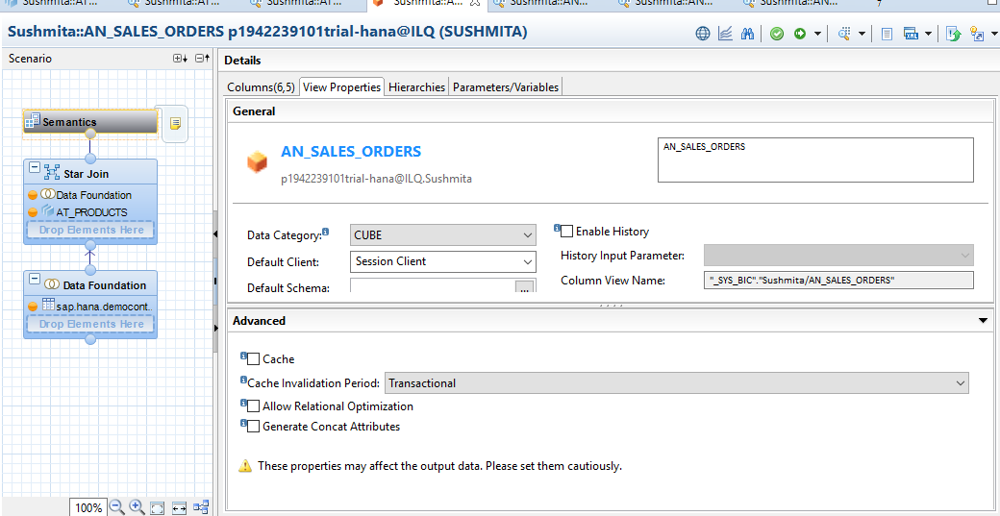 Sushmita::AT... Sushmita::AT... Sushmita::AT... Sushmita::A... Sushmita::AN... Sushmita::AN... Sushmita::AN...
Sushmita::AN_SALES_ORDERS p1942239101trial-hana@ILQ (SUSHMITA)
Scenario
Semantics
Star Join
Data Foundation
AT_PRODUCTS
Drop Elements Here
Data Foundation
sap.hana.democont..
Drop Elements Here
100%
Details
Columns(6,5) View Properties Hierarchies Parameters/Variables
General
AN_SALES_ORDERS
p1942239101trial-hana@ILQ.Sushmita
AN_SALES_ORDERS
Data Category: CUBE
Enable History
Default Client: Session Client
History Input Parameter:
Default Schema: ...
Column View Name: "_SYS_BIC"."Sushmita/AN_SALES_ORDERS"
Advanced
Cache
Cache Invalidation Period: Transactional
Allow Relational Optimization
Generate Concat Attributes
These properties may affect the output data. Please set them cautiously.